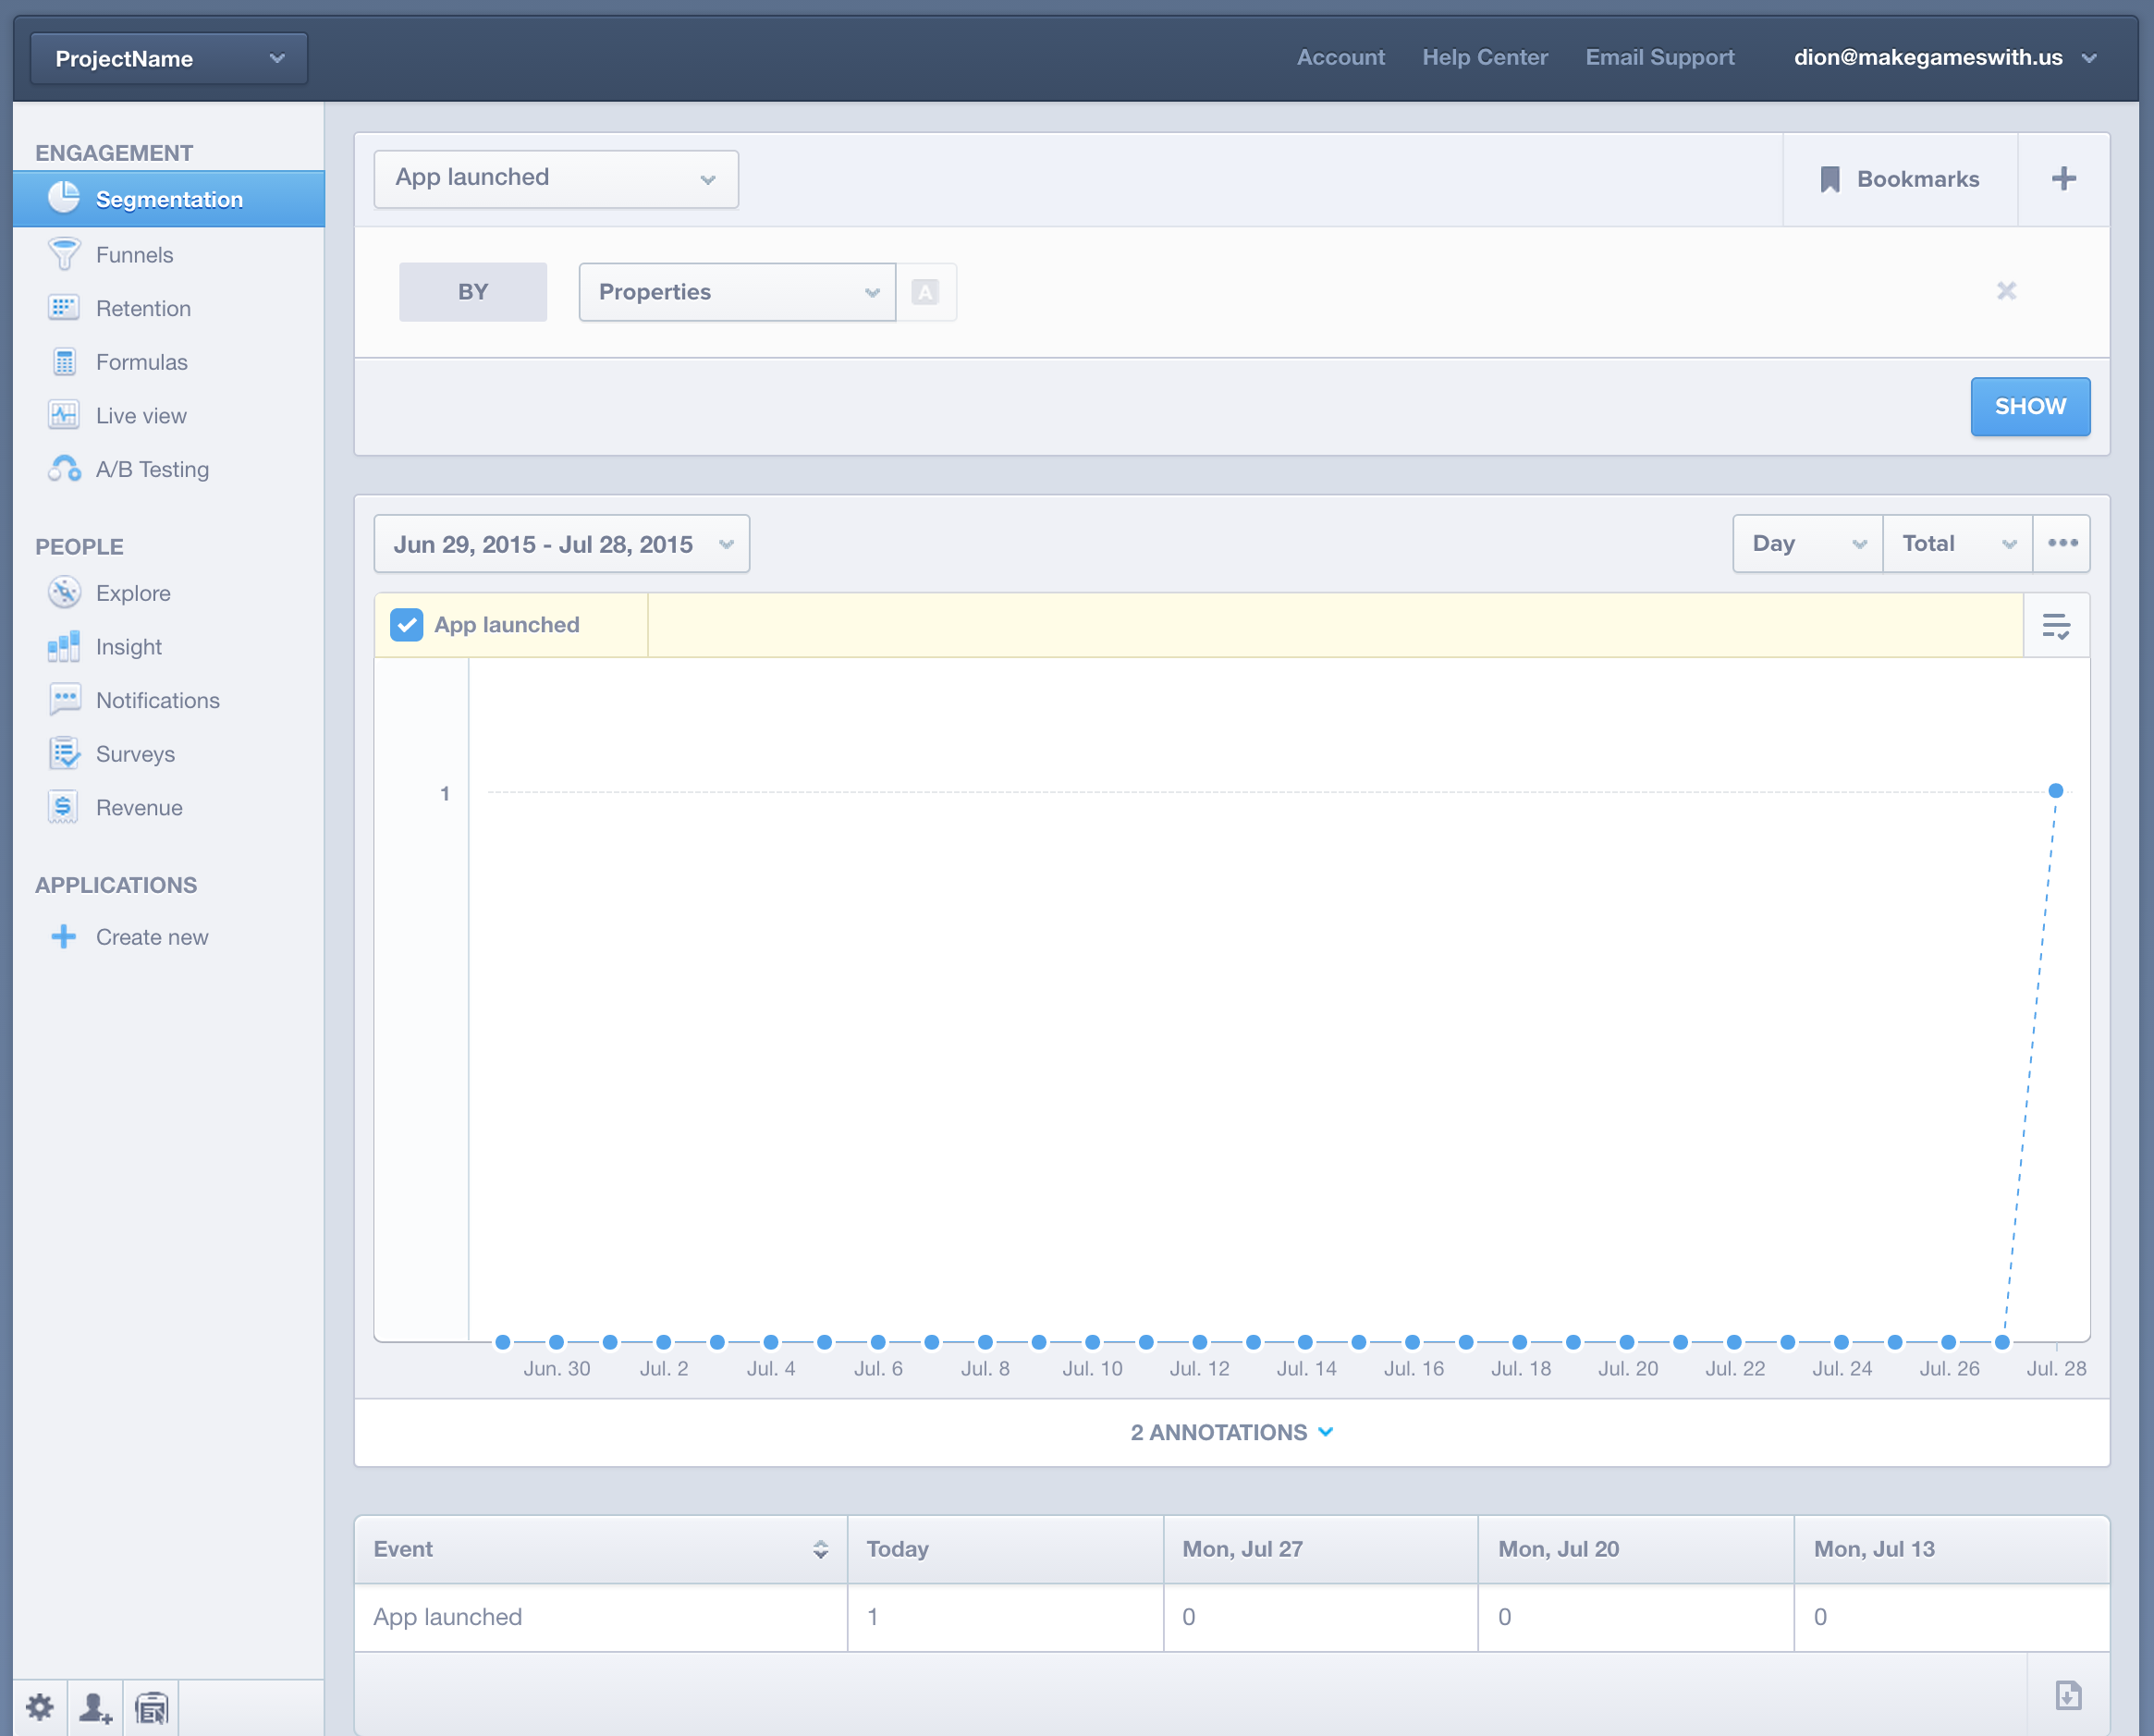 ProjectName
Account Help Center Email Support dion@makegameswith.us
ENGAGEMENT
Segmentation
Funnels
Retention
Formulas
Live view
A/B Testing
PEOPLE
Explore
Insight
Notifications
Surveys
Revenue
APPLICATIONS
Create new
App launched
Bookmarks
BY Properties A
SHOW
Jun 29, 2015 - Jul 28, 2015
Day Total
App launched
1
Jun. 30 Jul. 2 Jul. 4 Jul. 6 Jul. 8 Jul. 10 Jul. 12 Jul. 14 Jul. 16 Jul. 18 Jul. 20 Jul. 22 Jul. 24 Jul. 26 Jul. 28
2 ANNOTATIONS
Event Today Mon, Jul 27 Mon, Jul 20 Mon, Jul 13
App launched 1 0 0 0